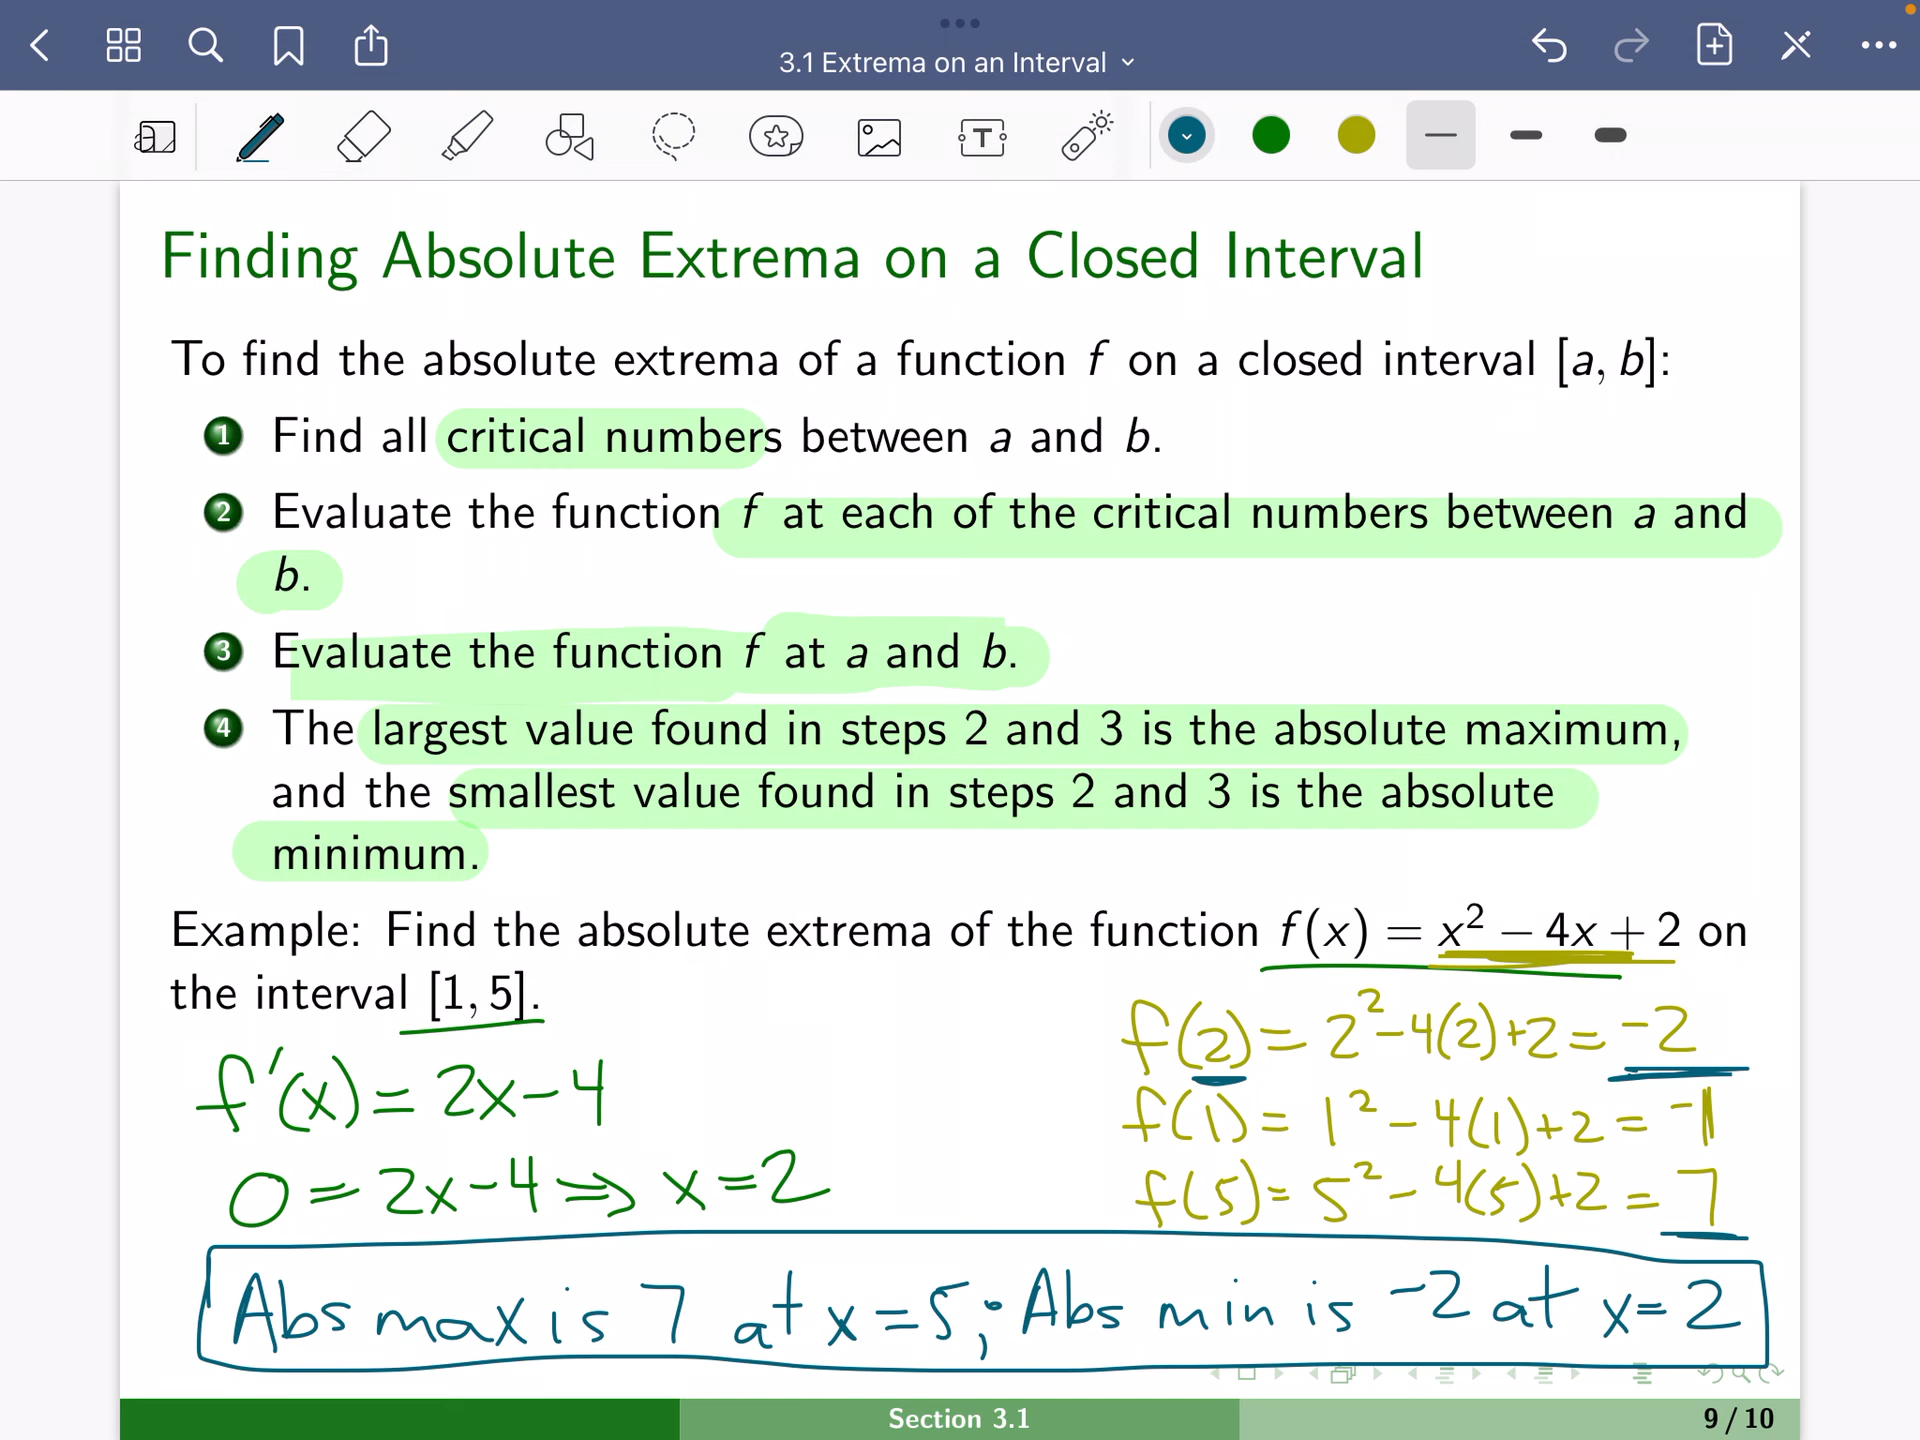 3.1 Extrema on an Interval
Finding Absolute Extrema on a Closed Interval
To find the absolute extrema of a function f on a closed interval [a, b]:
1 Find all critical numbers between a and b.
2 Evaluate the function f at each of the critical numbers between a and
b.
3 Evaluate the function f at a and b.
4 The largest value found in steps 2 and 3 is the absolute maximum,
and the smallest value found in steps 2 and 3 is the absolute
minimum.
Example: Find the absolute extrema of the function f(x) = x² − 4x + 2 on
the interval [1, 5].
f'(x) = 2x-4
0 = 2x-4 ⇒ x=2
f(2) = 2²-4(2)+2 = -2
f(1) = 1² - 4(1)+2 = -1
f(5) = 5² - 4(5)+2 = 7
Abs max is 7 at x=5; Abs min is -2 at x=2
Section 3.1
9 / 10